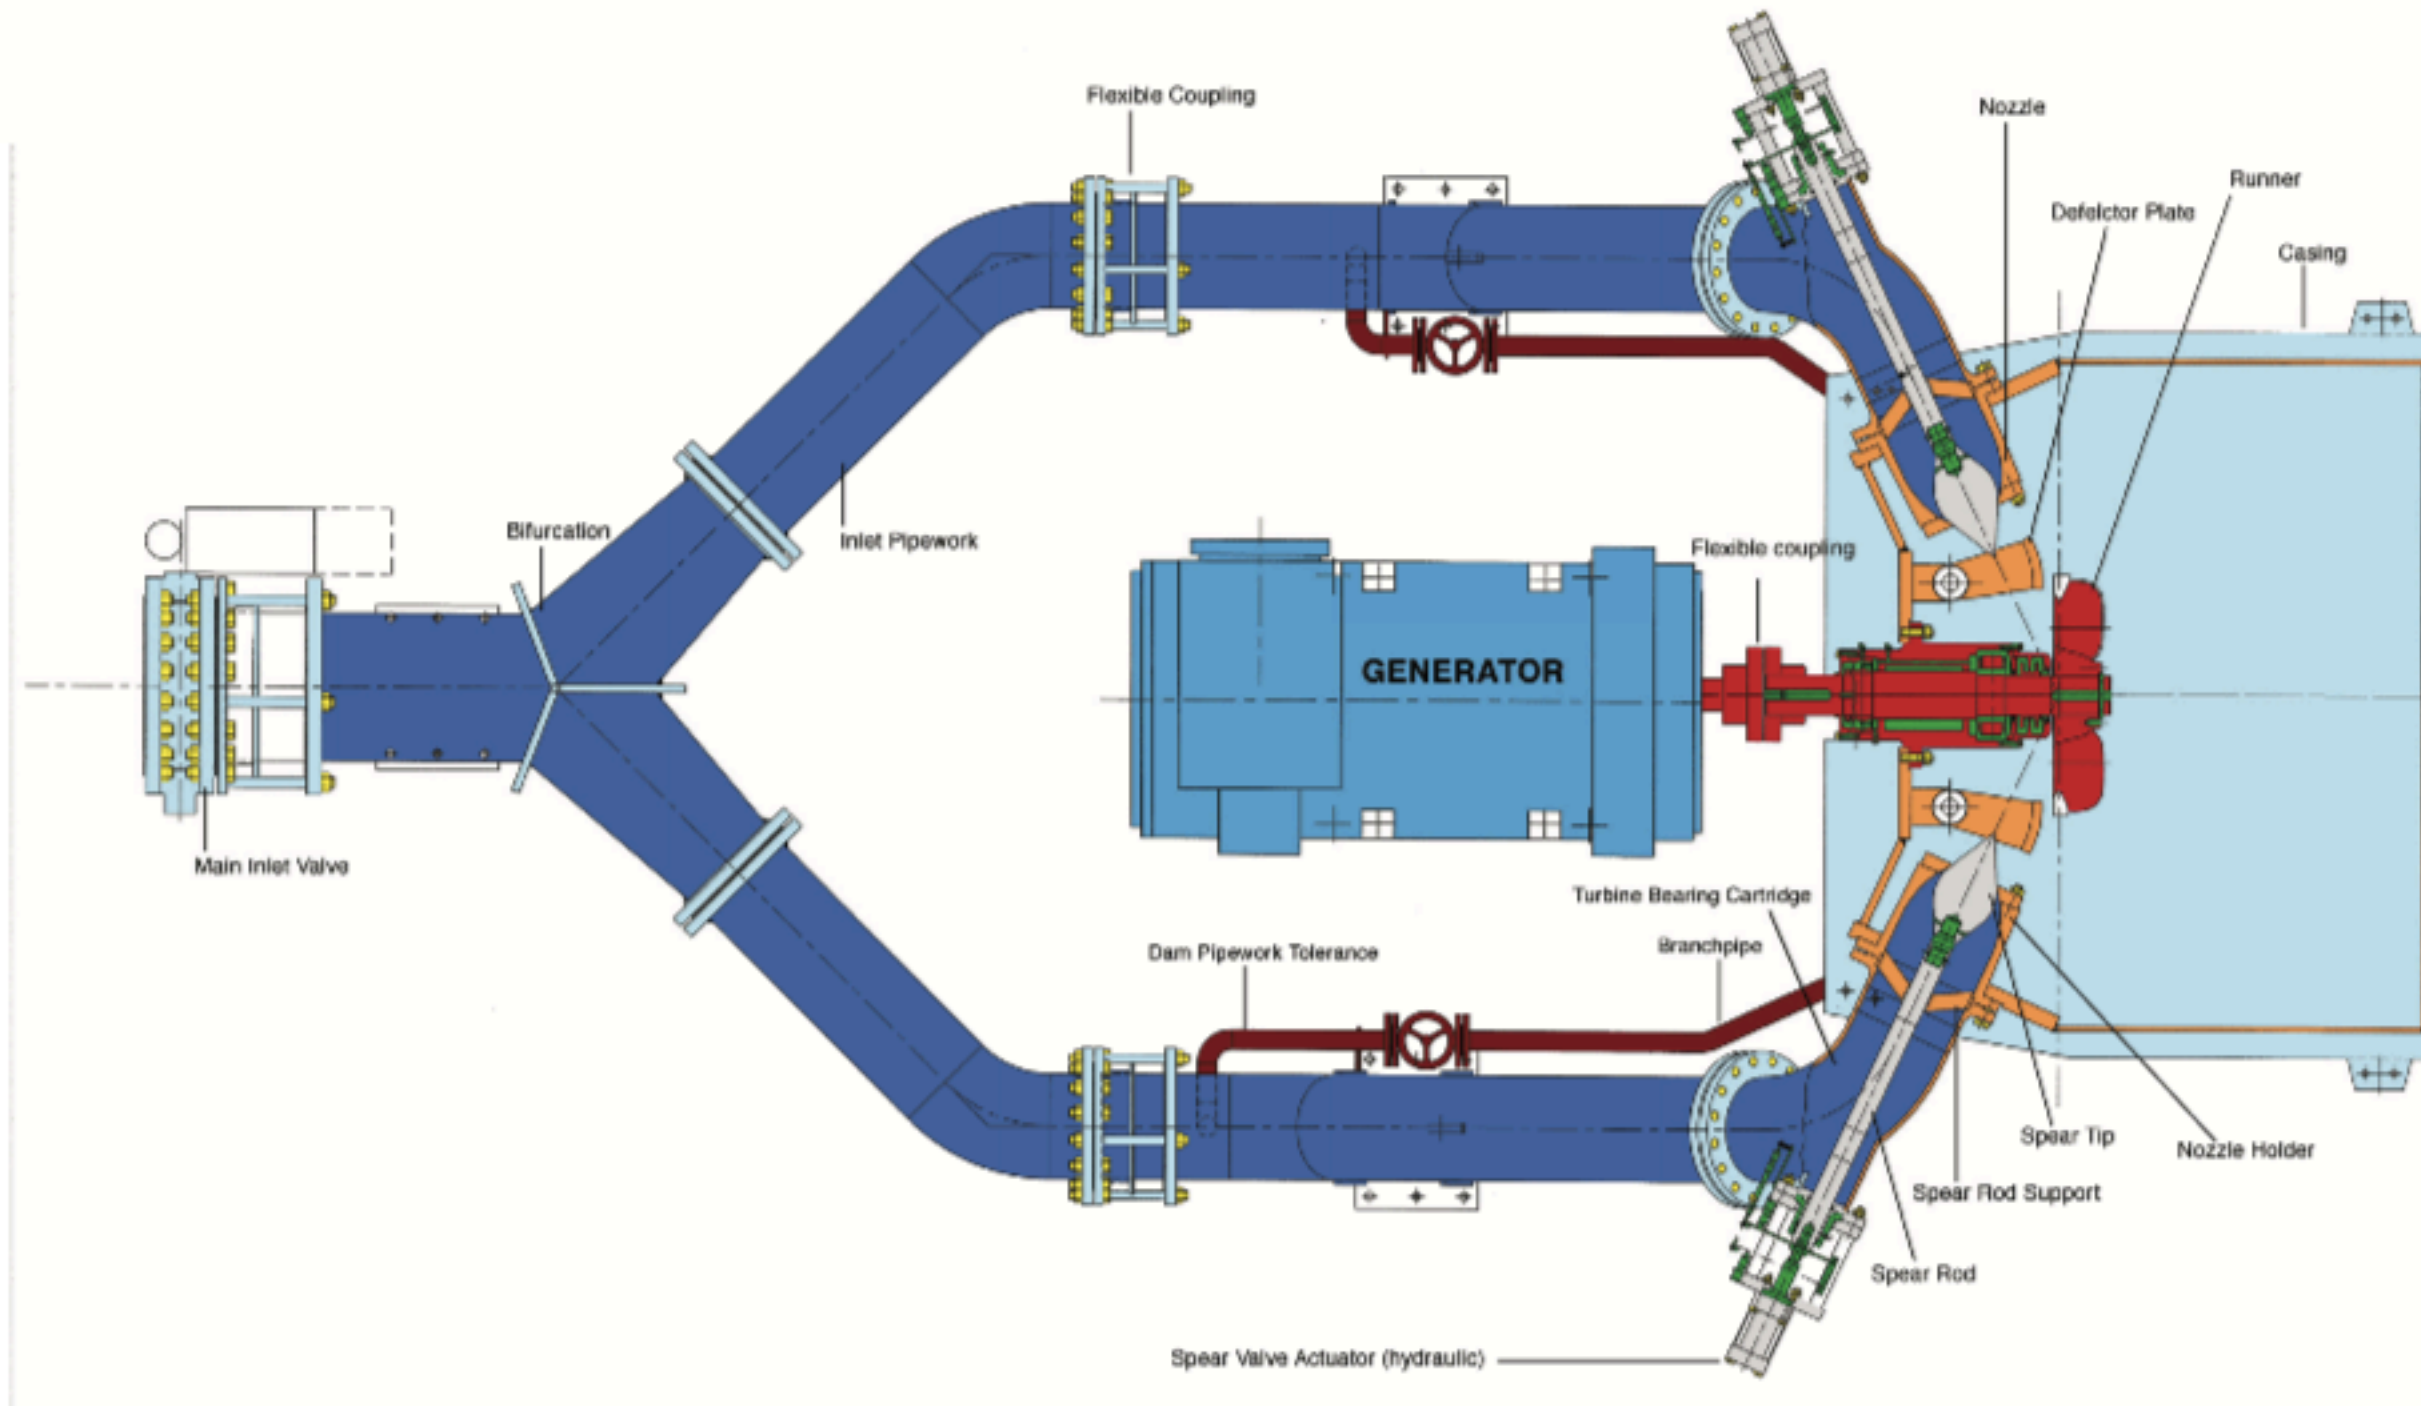 Flexible Coupling
Nozzle
Runner
Defelctor Plate
Casing
Bifurcation
Inlet Pipework
Flexible coupling
GENERATOR
Main Inlet Valve
Turbine Bearing Cartridge
Branchpipe
Dam Pipework Tolerance
Spear Tip
Nozzle Holder
Spear Rod Support
Spear Rod
Spear Valve Actuator (hydraulic)